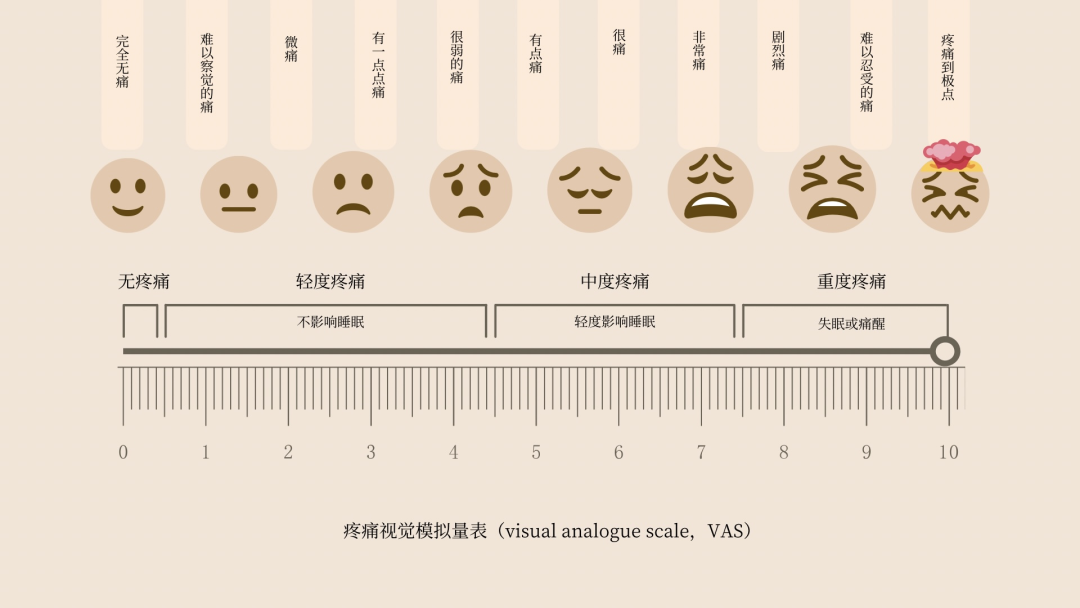 完全无痛
难以察觉的痛
微痛
有一点点痛
很弱的痛
有点痛
很痛
非常痛
剧烈痛
难以忍受的痛
疼痛到极点
无疼痛
轻度疼痛
中度疼痛
重度疼痛
不影响睡眠
轻度影响睡眠
失眠或痛醒
0 1 2 3 4 5 6 7 8 9 10
疼痛视觉模拟量表（visual analogue scale，VAS）